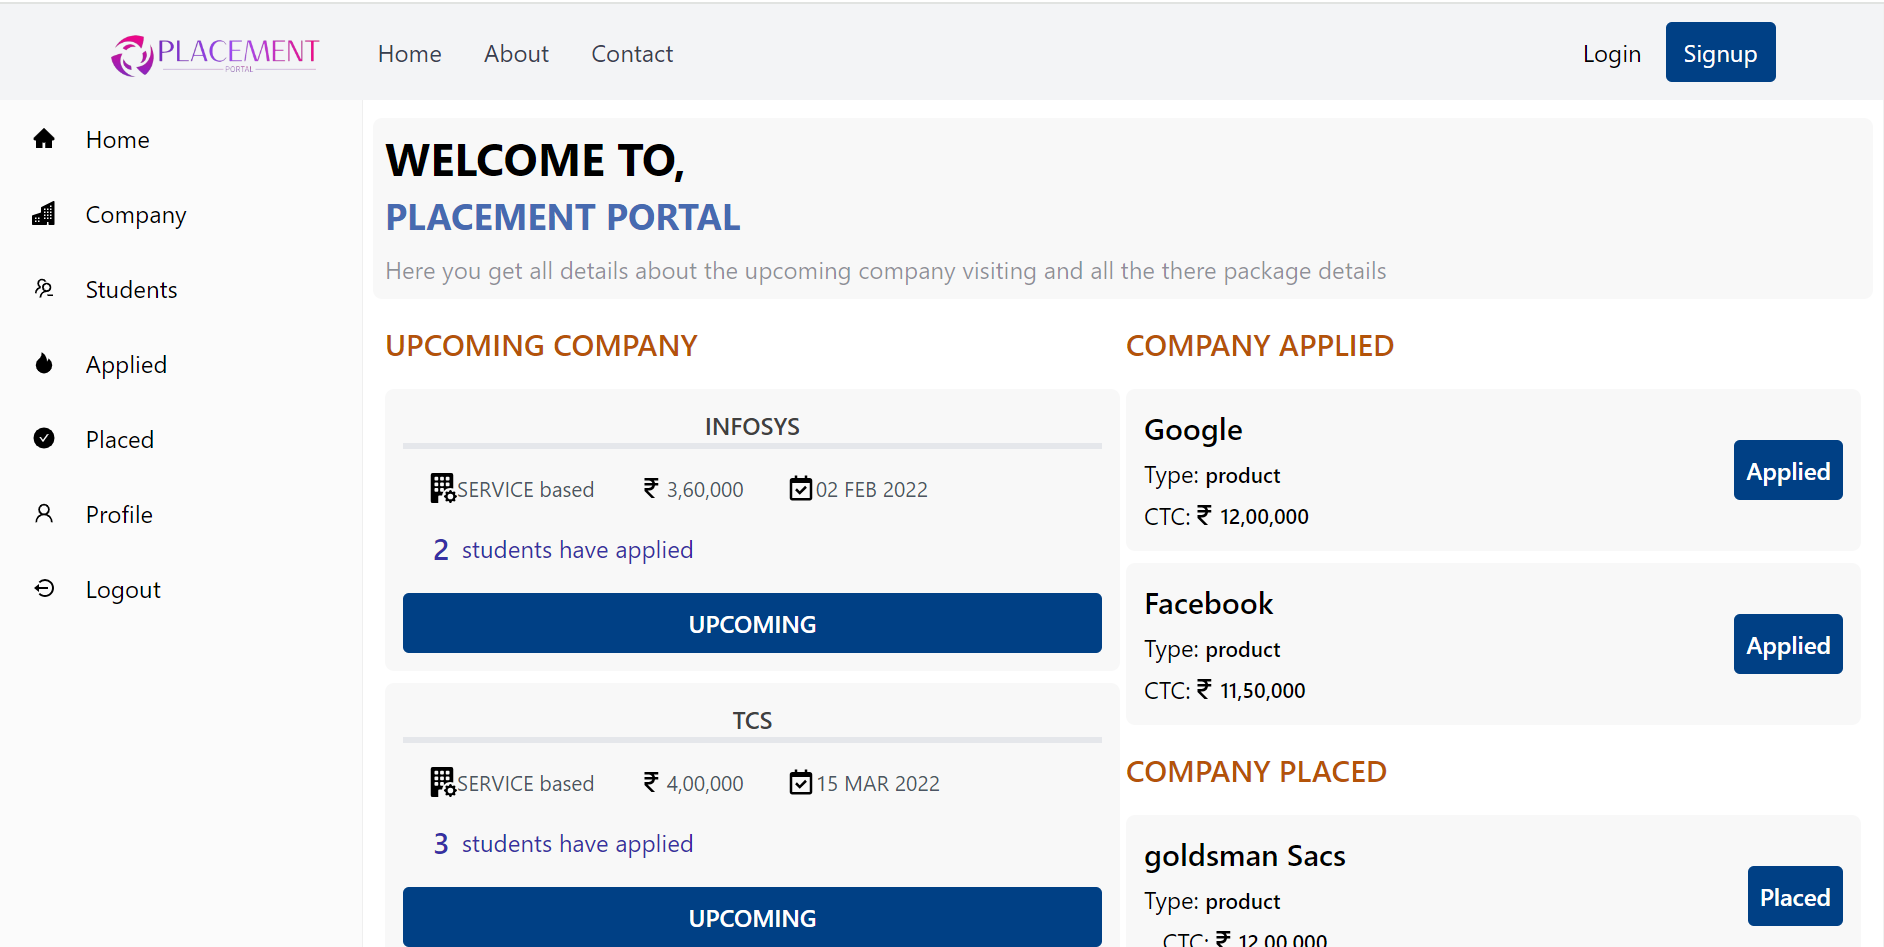 PLACEMENT
PORTAL
Home About Contact
Login Signup
Home
Company
Students
Applied
Placed
Profile
Logout
WELCOME TO,
PLACEMENT PORTAL
Here you get all details about the upcoming company visiting and all the there package details
UPCOMING COMPANY
INFOSYS
SERVICE based ₹ 3,60,000 02 FEB 2022
2 students have applied
UPCOMING
TCS
SERVICE based ₹ 4,00,000 15 MAR 2022
3 students have applied
UPCOMING
COMPANY APPLIED
Google
Type: product
CTC: ₹ 12,00,000
Applied
Facebook
Type: product
CTC: ₹ 11,50,000
Applied
COMPANY PLACED
goldsman Sacs
Type: product
CTC: ₹ 12,00,000
Placed